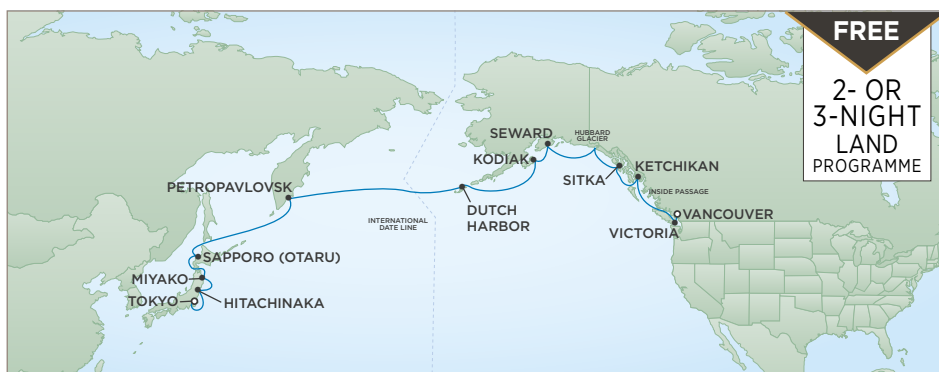 FREE
2- OR
3-NIGHT
LAND
PROGRAMME
SEWARD
HUBBARD
GLACIER
KODIAK
SITKA
KETCHIKAN
PETROPAVLOVSK
INSIDE PASSAGE
DUTCH
HARBOR
VANCOUVER
INTERNATIONAL
DATE LINE
VICTORIA
SAPPORO (OTARU)
MIYAKO
TOKYO
HITACHINAKA